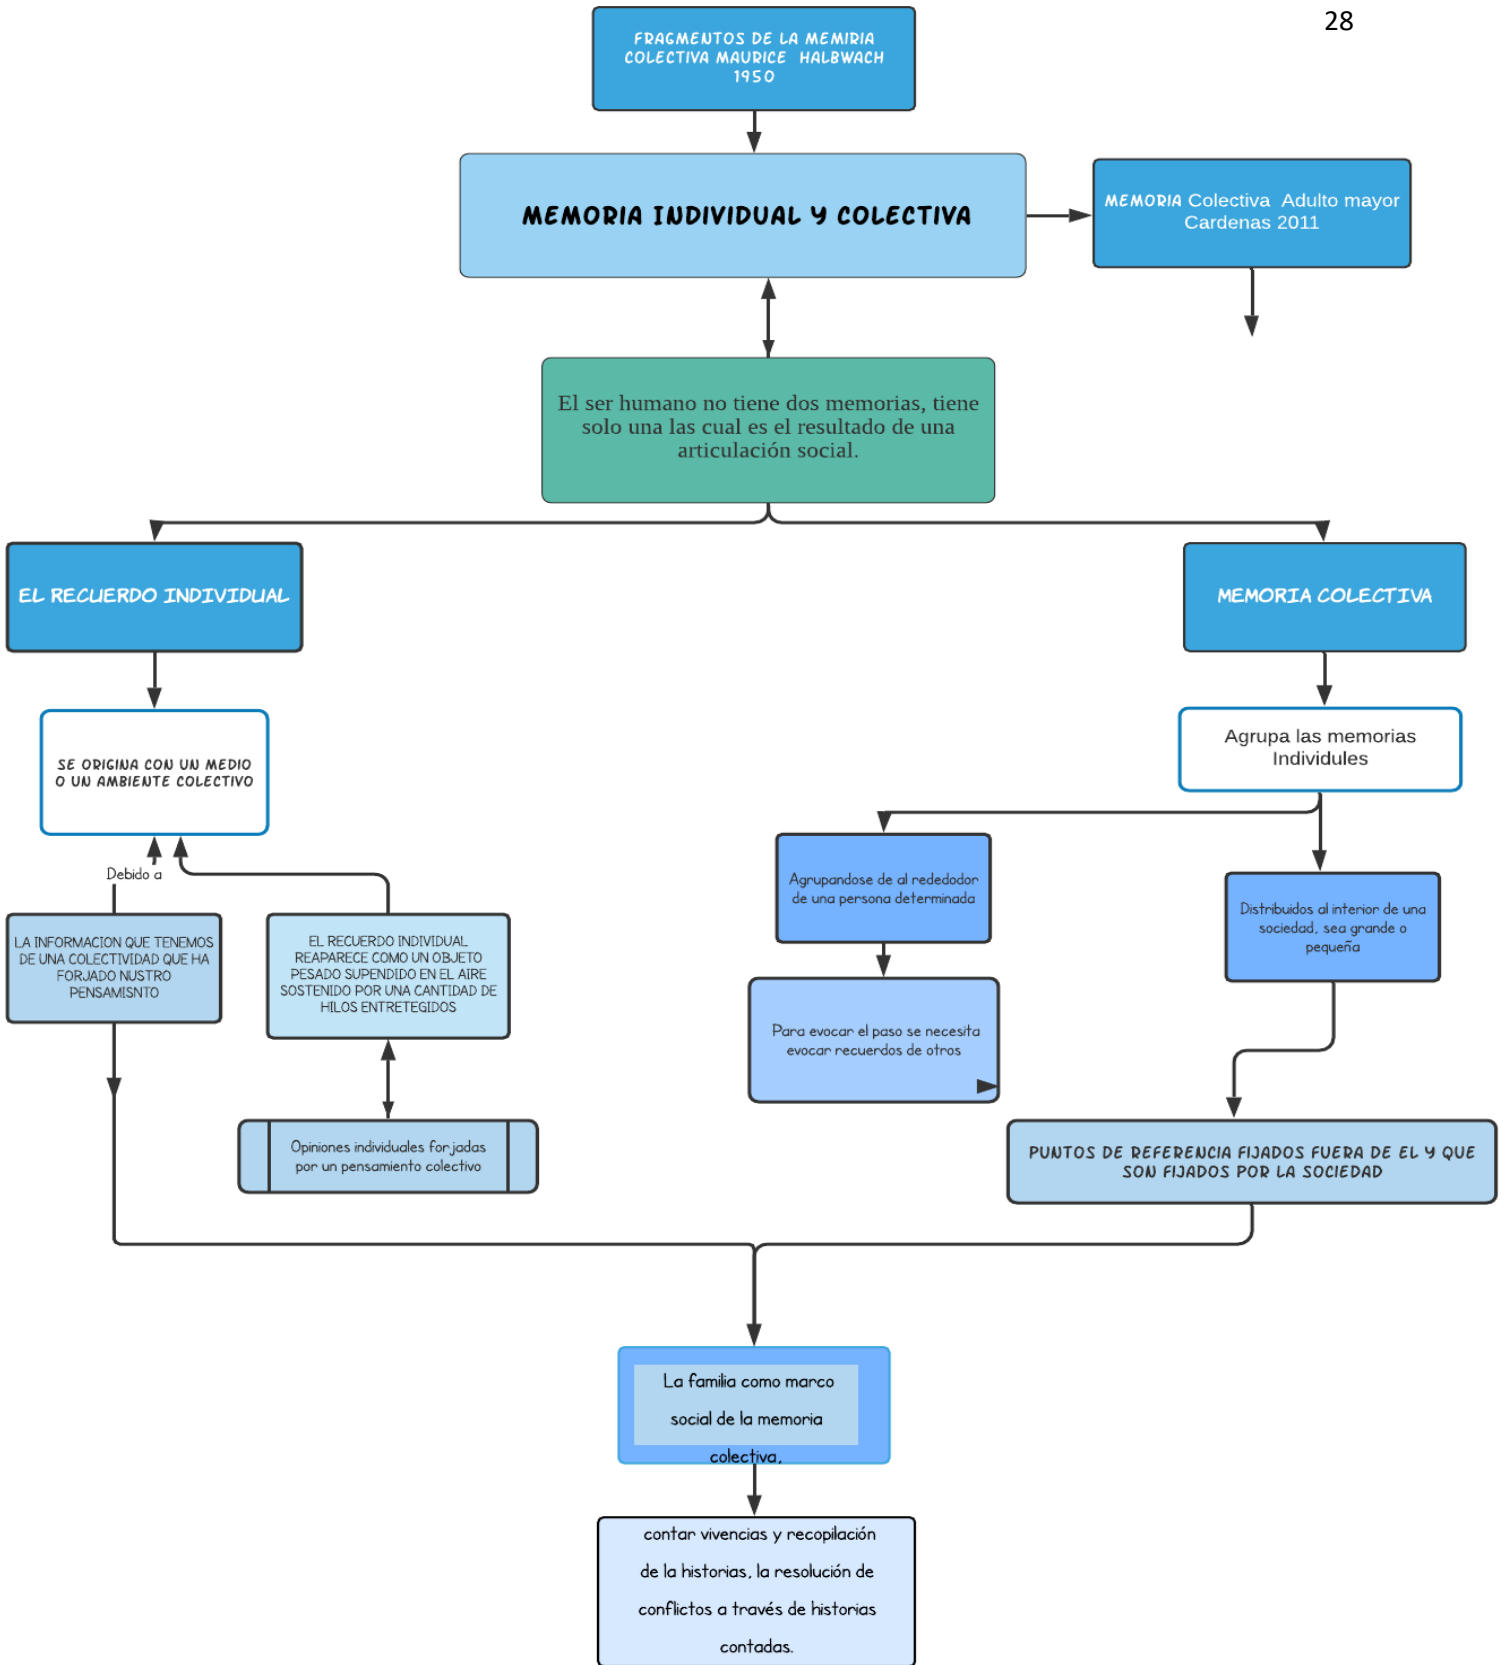 28
FRAGMENTOS DE LA MEMIRIA
COLECTIVA MAURICE HALBWACH
1950
MEMORIA INDIVIDUAL Y COLECTIVA
MEMORIA Colectiva Adulto mayor
Cardenas 2011
El ser humano no tiene dos memorias, tiene
solo una las cual es el resultado de una
articulación social.
EL RECUERDO INDIVIDUAL
MEMORIA COLECTIVA
SE ORIGINA CON UN MEDIO
O UN AMBIENTE COLECTIVO
Agrupa las memorias
Individules
Debido a
Agrupandose de al rededodor
de una persona determinada
Distribuidos al interior de una
sociedad, sea grande o
pequeña
LA INFORMACION QUE TENEMOS
DE UNA COLECTIVIDAD QUE HA
FORJADO NUSTRO
PENSAMISNTO
EL RECUERDO INDIVIDUAL
REAPARECE COMO UN OBJETO
PESADO SUPENDIDO EN EL AIRE
SOSTENIDO POR UNA CANTIDAD DE
HILOS ENTRETEGIDOS
Para evocar el paso se necesita
evocar recuerdos de otros
Opiniones individuales forjadas
por un pensamiento colectivo
PUNTOS DE REFERENCIA FIJADOS FUERA DE EL Y QUE
SON FIJADOS POR LA SOCIEDAD
La familia como marco
social de la memoria
colectiva,
contar vivencias y recopilación
de la historias, la resolución de
conflictos a través de historias
contadas.